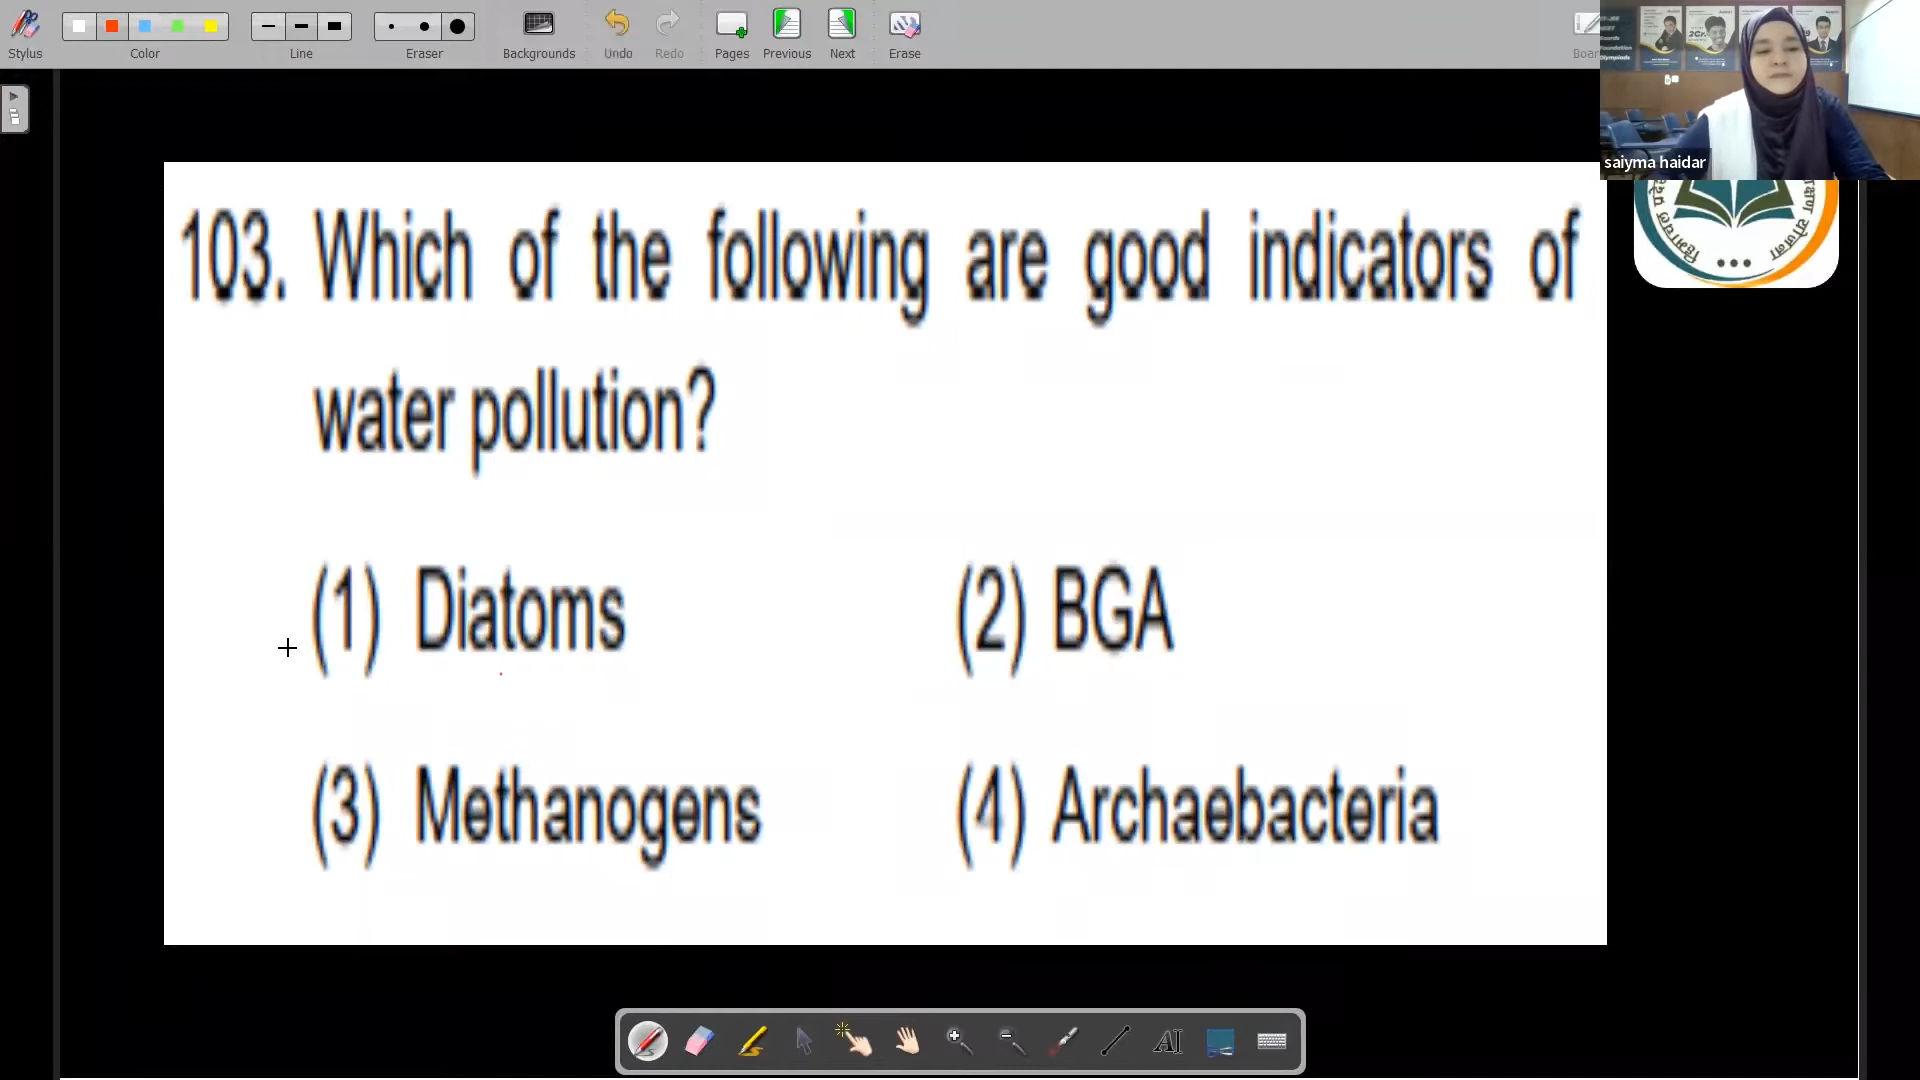 Stylus
Color
Line
Eraser
Backgrounds
Undo
Redo
Pages
Previous
Next
Erase
saiyma haidar
103. Which of the following are good indicators of
water pollution?
(1) Diatoms
(2) BGA
(3) Methanogens
(4) Archaebacteria